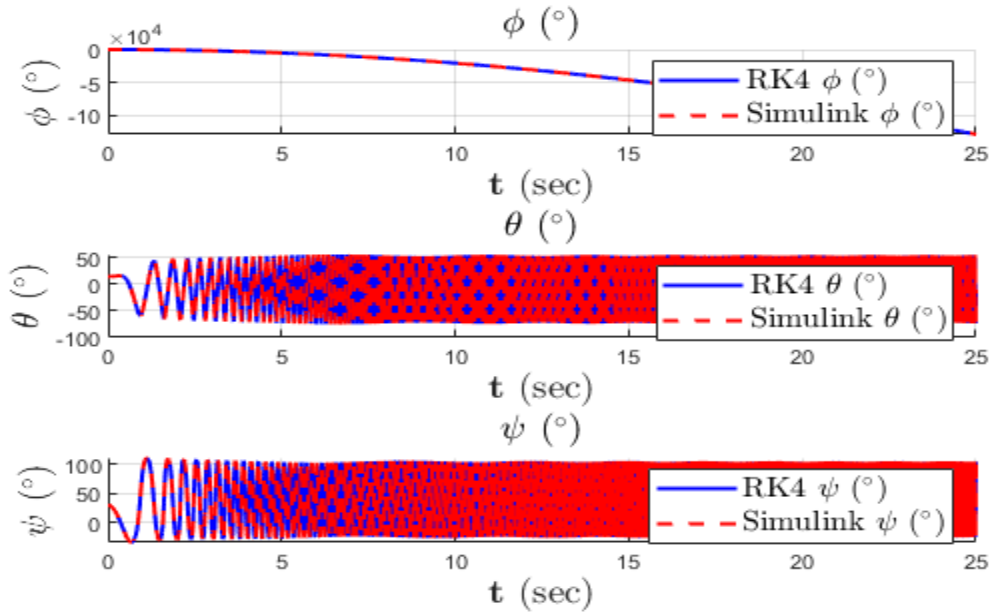 ϕ (°)
×10⁴
0
-5
-10
ϕ (°)
RK4 ϕ (°)
Simulink ϕ (°)
0 5 10 15 20 25
t (sec)
θ (°)
50
0
-50
-100
θ (°)
RK4 θ (°)
Simulink θ (°)
0 5 10 15 20 25
t (sec)
ψ (°)
100
50
0
ψ (°)
RK4 ψ (°)
Simulink ψ (°)
0 5 10 15 20 25
t (sec)